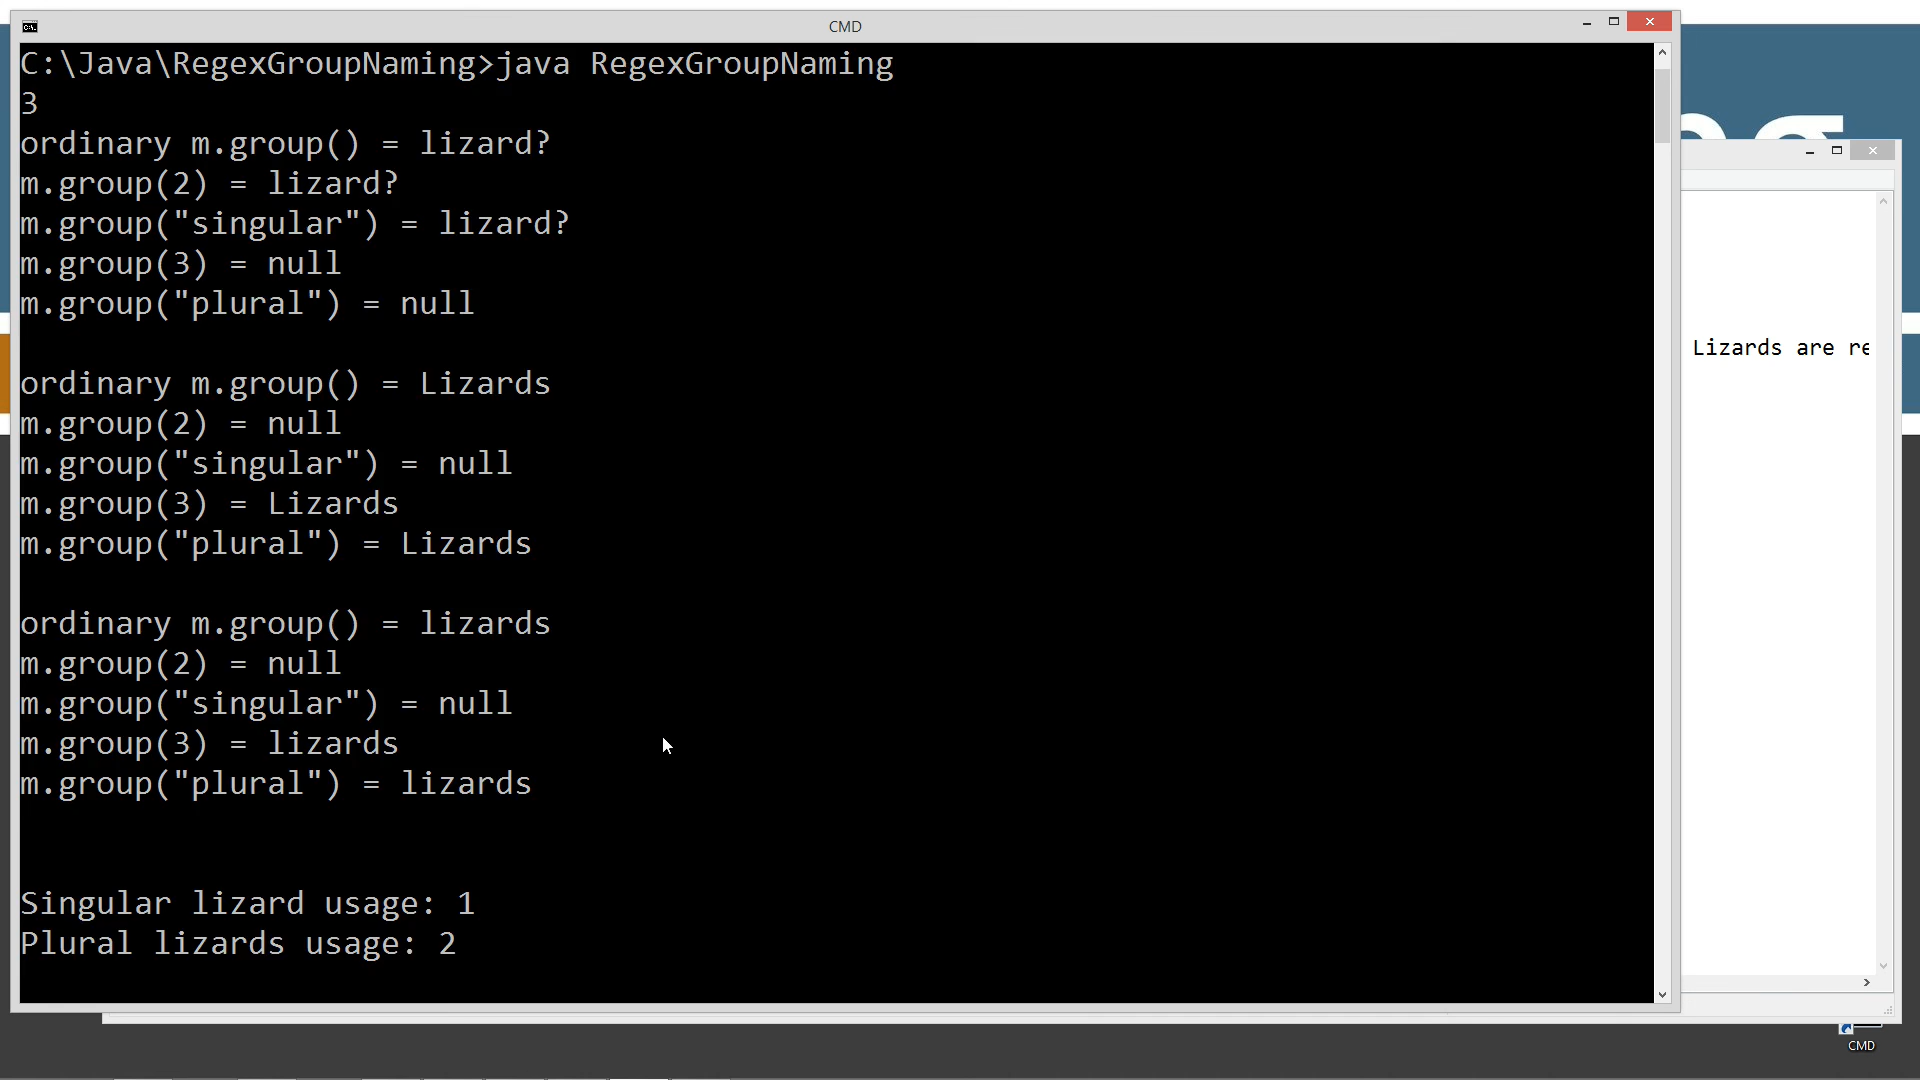 CMD
C:\Java\RegexGroupNaming>java RegexGroupNaming
3
ordinary m.group() = lizard?
m.group(2) = lizard?
m.group("singular") = lizard?
m.group(3) = null
m.group("plural") = null
ordinary m.group() = Lizards
m.group(2) = null
m.group("singular") = null
m.group(3) = Lizards
m.group("plural") = Lizards
ordinary m.group() = lizards
m.group(2) = null
m.group("singular") = null
m.group(3) = lizards
m.group("plural") = lizards
Singular lizard usage: 1
Plural lizards usage: 2
Lizards are re
CMD